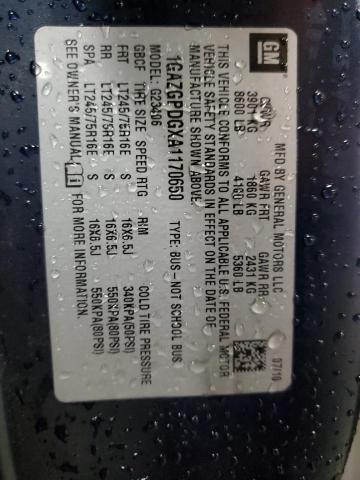 GM
MFD BY GENERAL MOTORS LLC
07/10
GVWR GAWR FRT GAWR RR
3901 KG 1880 KG 2431 KG
8600 LB 4180 LB 5360 LB
THIS VEHICLE CONFORMS TO ALL APPLICABLE U.S. FEDERAL MOTOR
VEHICLE SAFETY STANDARDS IN EFFECT ON THE DATE OF
MANUFACTURE SHOWN ABOVE.
1GAZGPDGXA1170650 TYPE: BUS–NOT SCHOOL BUS
MODEL: G23406
GBCF TIRE SIZE SPEED RTG RIM COLD TIRE PRESSURE
FRT LT245/75R16E S 16X6.5J 340KPA(50PSI)
RR LT245/75R16E S 16X6.5J 550KPA(80PSI)
SPA LT245/75R16E S 16X6.5J 550KPA(80PSI)
SEE OWNER'S MANUAL FOR MORE INFORMATION.